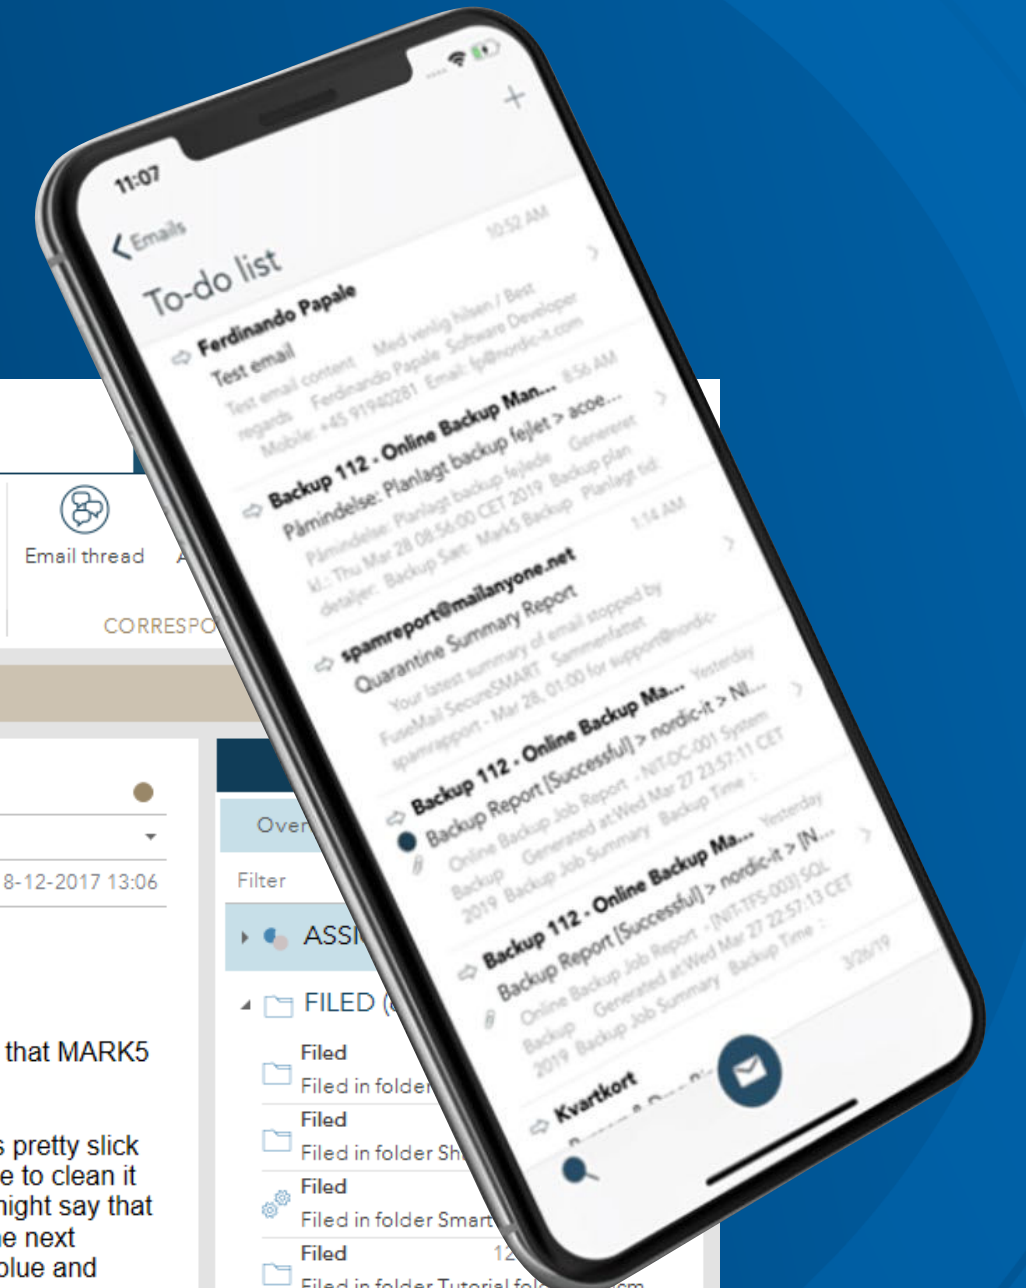 11:07
Emails
To-do list
10:52 AM
Ferdinando Papale
Test email
Test email content Med venlig hilsen / Best
regards Ferdinando Papale Software Developer
Mobile: +45 91940281 Email: fp@nordic-it.com
8:56 AM
Backup 112 - Online Backup Man...
Påmindelse: Planlagt backup fejlet > acoe...
Påmindelse: Planlagt backup fejlede Genereret
kl.: Thu Mar 28 08:56:00 CET 2019 Backup plan
detaljer: Backup Sæt: Mark5 Backup Planlagt tid:
1:14 AM
spamreport@mailanyone.net
Quarantine Summary Report
Your latest summary of email stopped by
FuseMail SecureSMART Sammenfattet
spamrapport - Mar 28, 01:00 for support@nordic-
Yesterday
Backup 112 - Online Backup Ma...
Backup Report [Successful] > nordic-it > NI...
Online Backup Job Report - NIT-DC-001 System
Backup Generated at:Wed Mar 27 23:57:11 CET
2019 Backup Job Summary Backup Time :
Yesterday
Backup 112 - Online Backup Ma...
Backup Report [Successful] > nordic-it > [N...
Online Backup Job Report - [NIT-TFS-003] SQL
Backup Generated at:Wed Mar 27 22:57:13 CET
2019 Backup Job Summary Backup Time :
3/26/19
Kvartkort
Email thread
CORRESPO
8-12-2017 13:06
Over
Filter
ASSI
FILED (
that MARK5
s pretty slick
e to clean it
night say that
ne next
blue and
Filed
Filed in folder
Filed
Filed in folder Sh
Filed
Filed in folder Smart
Filed 12
Filed in folder Tutorial fol